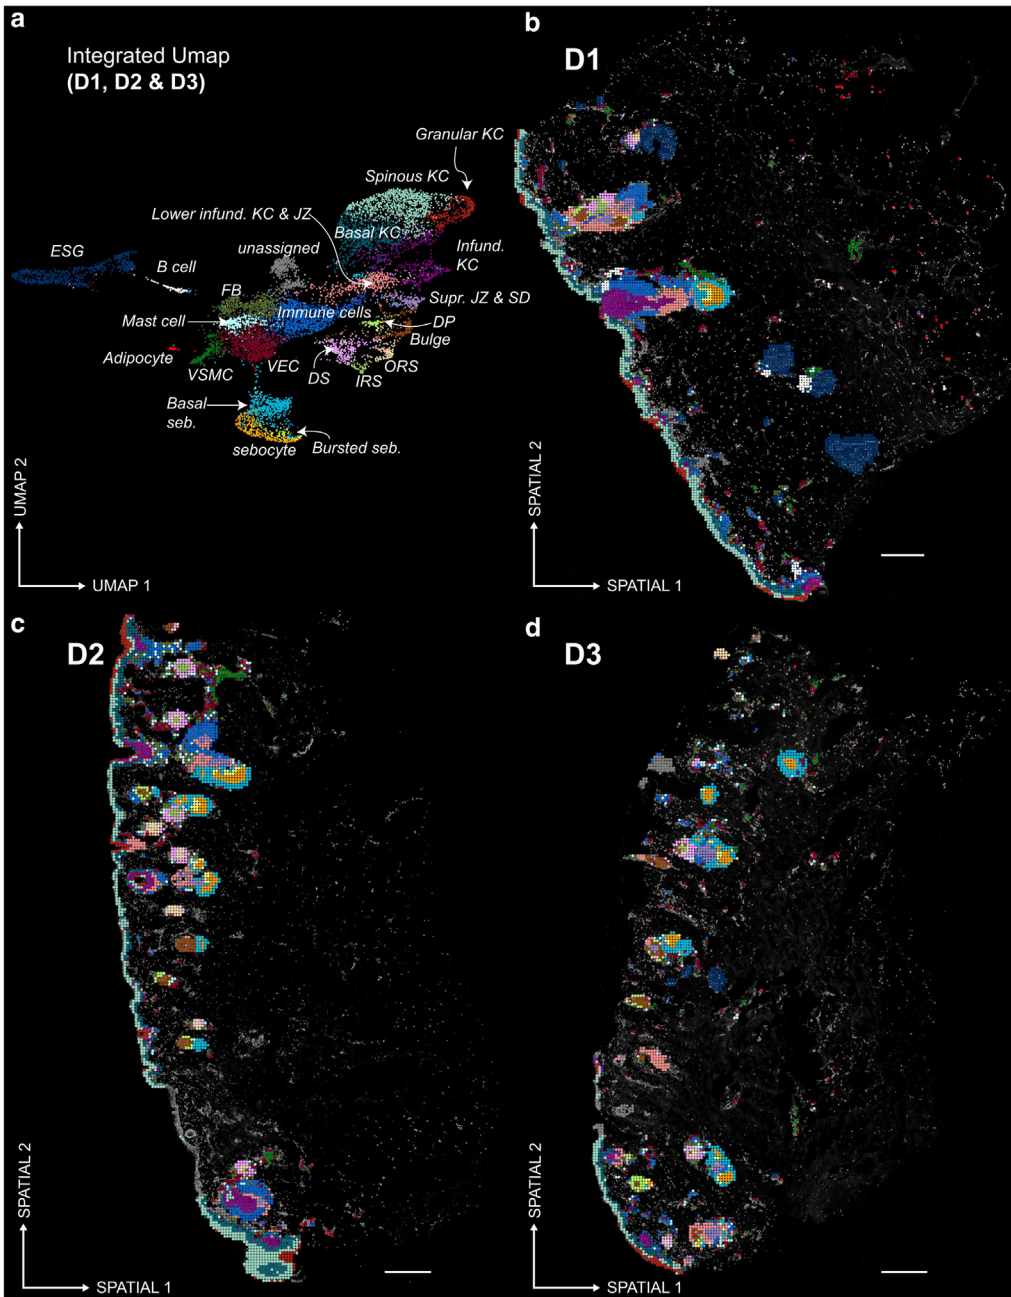 a
Integrated Umap
(D1, D2 & D3)
Granular KC
Spinous KC
Lower infund. KC & JZ
Basal KC
unassigned
Infund.
KC
ESG
B cell
FB
Supr. JZ & SD
Mast cell
Immune cells
DP
Bulge
Adipocyte
VSMC
VEC
DS
IRS
ORS
Basal
seb.
sebocyte
Bursted seb.
UMAP 2
UMAP 1
b
D1
SPATIAL 2
SPATIAL 1
c
D2
SPATIAL 2
SPATIAL 1
d
D3
SPATIAL 2
SPATIAL 1